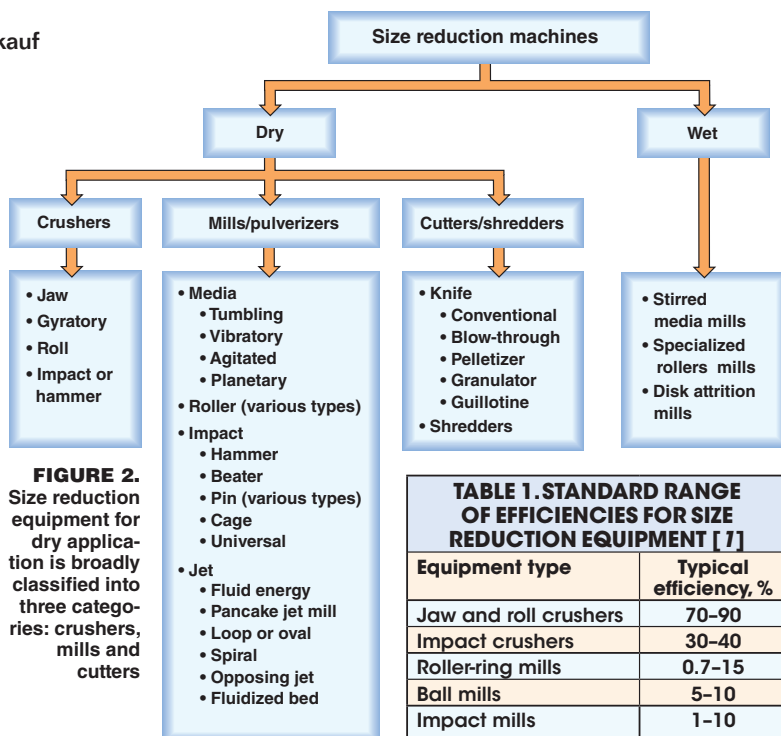 kauf
Size reduction machines
Dry
Wet
Crushers
Mills/pulverizers
Cutters/shredders
• Jaw
• Gyratory
• Roll
• Impact or
hammer
• Media
• Tumbling
• Vibratory
• Agitated
• Planetary
• Roller (various types)
• Impact
• Hammer
• Beater
• Pin (various types)
• Cage
• Universal
• Jet
• Fluid energy
• Pancake jet mill
• Loop or oval
• Spiral
• Opposing jet
• Fluidized bed
• Knife
• Conventional
• Blow-through
• Pelletizer
• Granulator
• Guillotine
• Shredders
• Stirred
media mills
• Specialized
rollers mills
• Disk attrition
mills
FIGURE 2.
Size reduction
equipment for
dry applica-
tion is broadly
classified into
three catego-
ries: crushers,
mills and
cutters
TABLE 1. STANDARD RANGE
OF EFFICIENCIES FOR SIZE
REDUCTION EQUIPMENT [1]
Equipment type Typical
efficiency, %
Jaw and roll crushers 70–90
Impact crushers 30–40
Roller-ring mills 0.7–15
Ball mills 5–10
Impact mills 1–10